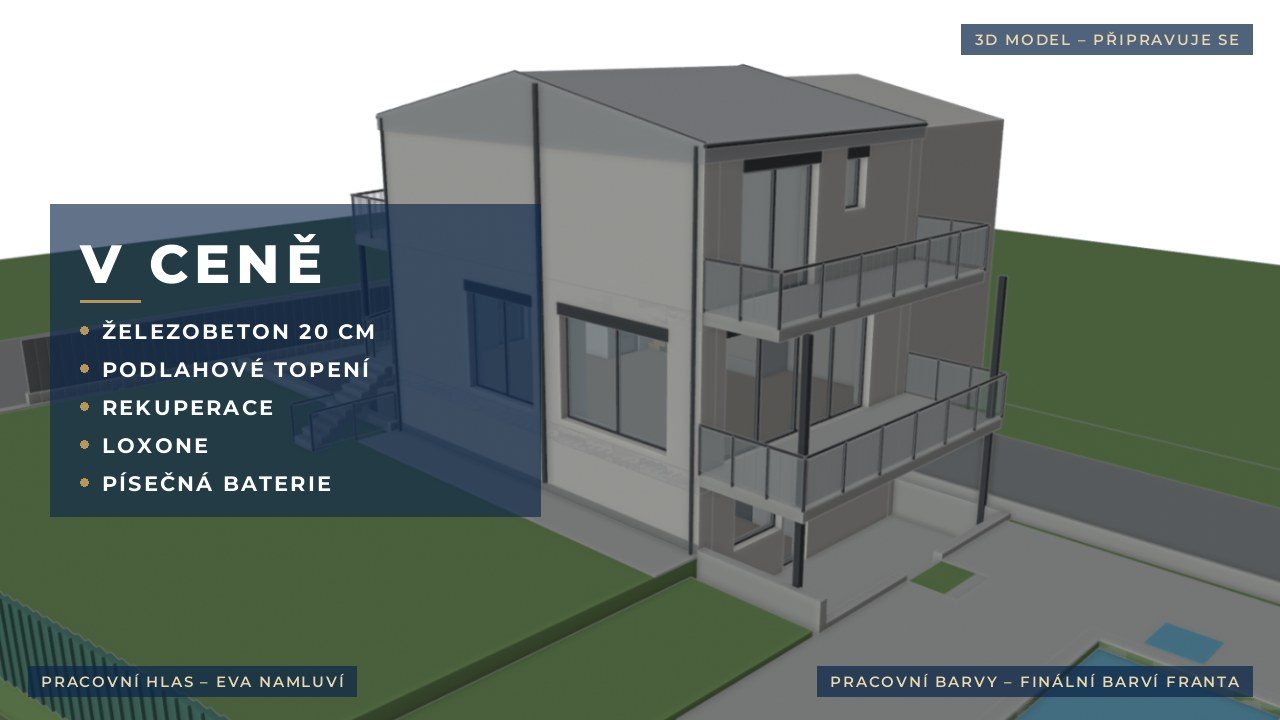 3D MODEL – PŘIPRAVUJE SE
V CENĚ
ŽELEZOBETON 20 CM
PODLAHOVÉ TOPENÍ
REKUPERACE
LOXONE
PÍSEČNÁ BATERIE
PRACOVNÍ HLAS – EVA NAMLUVÍ
PRACOVNÍ BARVY – FINÁLNÍ BARVÍ FRANTA